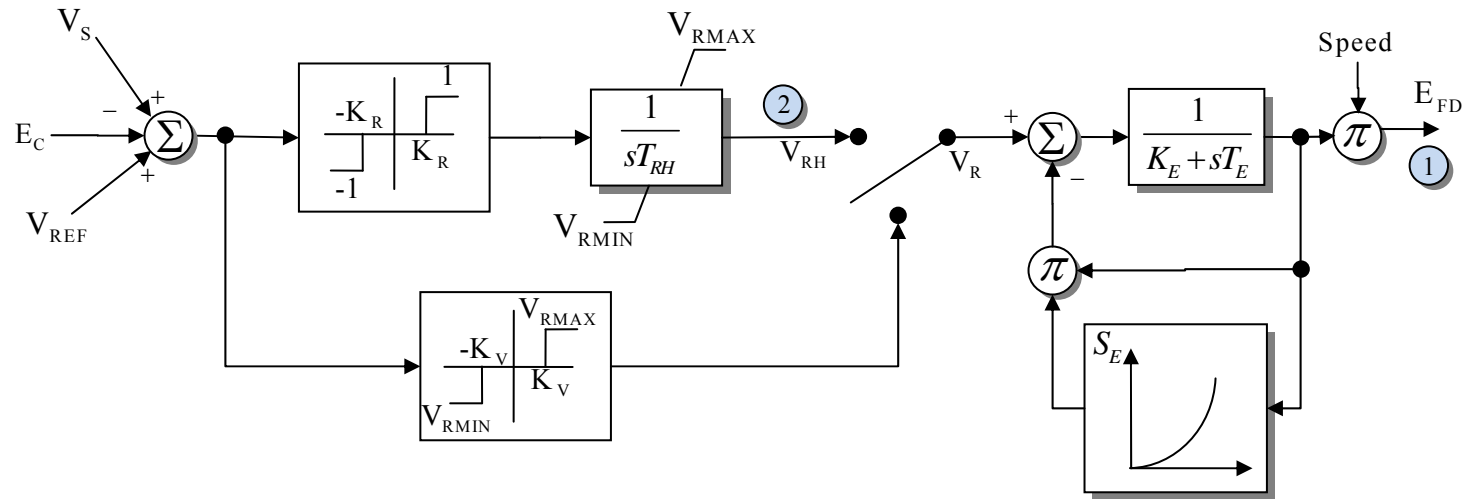 V_S
E_C
V_REF
−
+
+
Σ
-K_R
1
K_R
-1
V_RMAX
1
sT_RH
V_RMIN
2
V_RH
V_R
+
−
Σ
1
K_E + sT_E
Speed
π
E_FD
1
π
S_E
V_RMAX
-K_V
K_V
V_RMIN